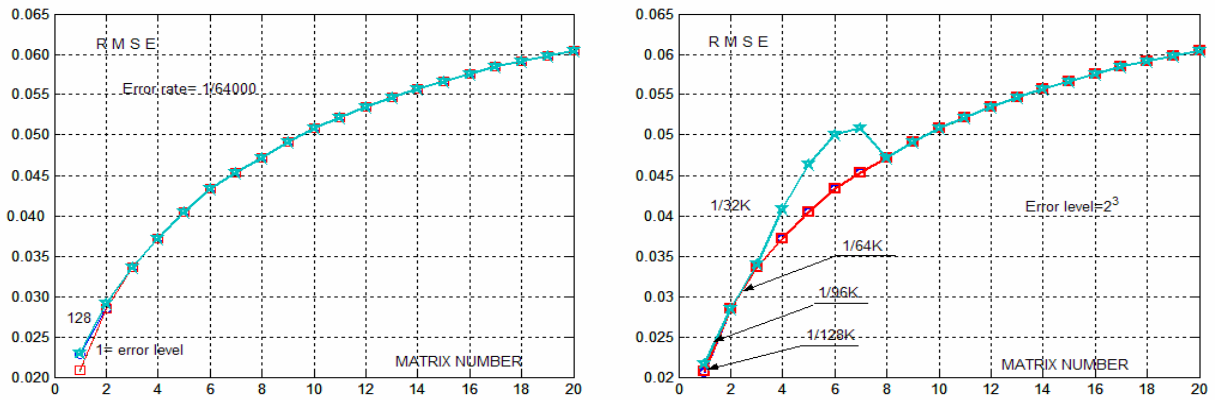 0.065
R M S E
0.060
Error rate= 1/64000
0.055
0.050
0.045
0.040
0.035
0.030
128
0.025
1= error level
MATRIX NUMBER
0.020
0 2 4 6 8 10 12 14 16 18 20
0.065
R M S E
0.06
0.055
0.05
0.045
1/32K
Error level=2³
0.04
1/64K
0.035
0.03
1/96K
0.025
1/128K
MATRIX NUMBER
0.02
0 2 4 6 8 10 12 14 16 18 20